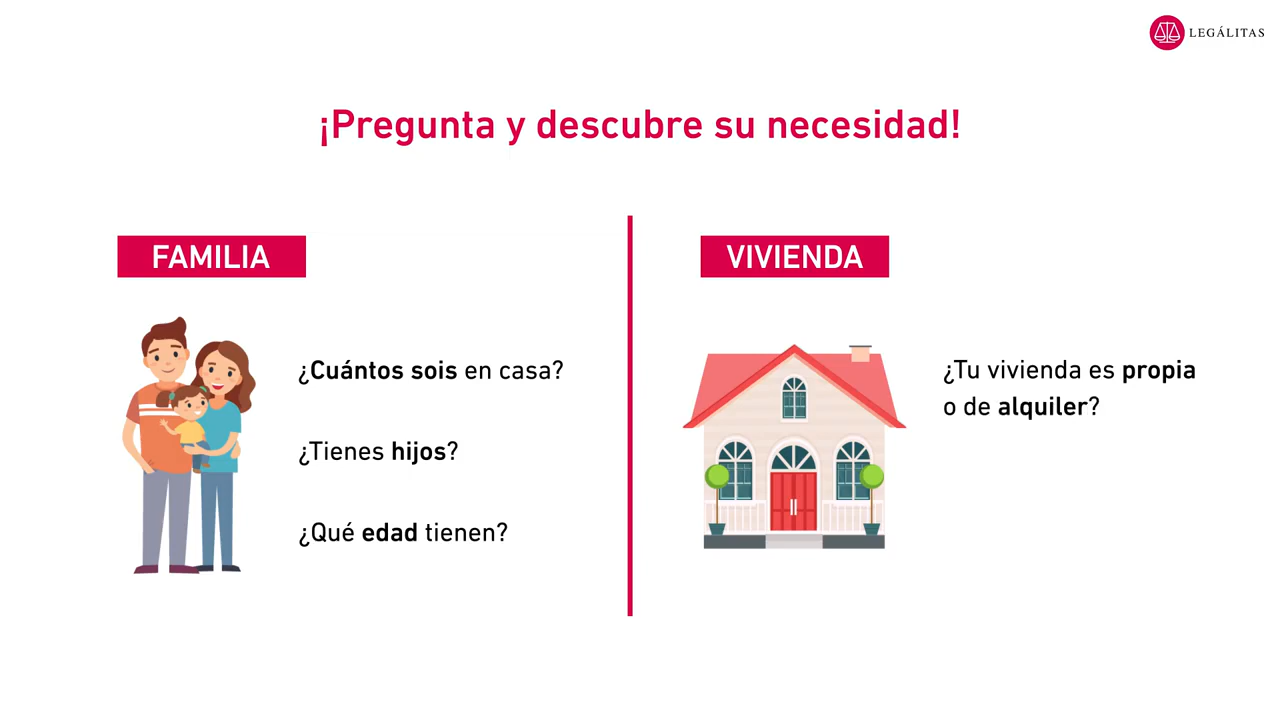 LEGÁLITAS
¡Pregunta y descubre su necesidad!
FAMILIA
¿Cuántos sois en casa?
¿Tienes hijos?
¿Qué edad tienen?
VIVIENDA
¿Tu vivienda es propia
o de alquiler?